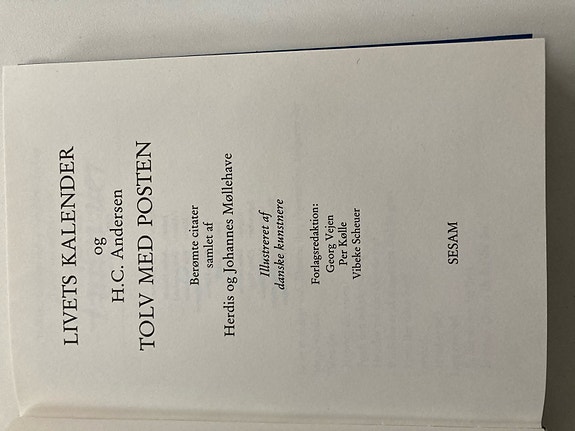 LIVETS KALENDER
og
H.C. Andersen
TOLV MED POSTEN
Berømte citater
samlet af
Herdis og Johannes Møllehave
Illustreret af
danske kunstnere
Forlagsredaktion:
Georg Vejen
Per Kølle
Vibeke Scheuer
SESAM